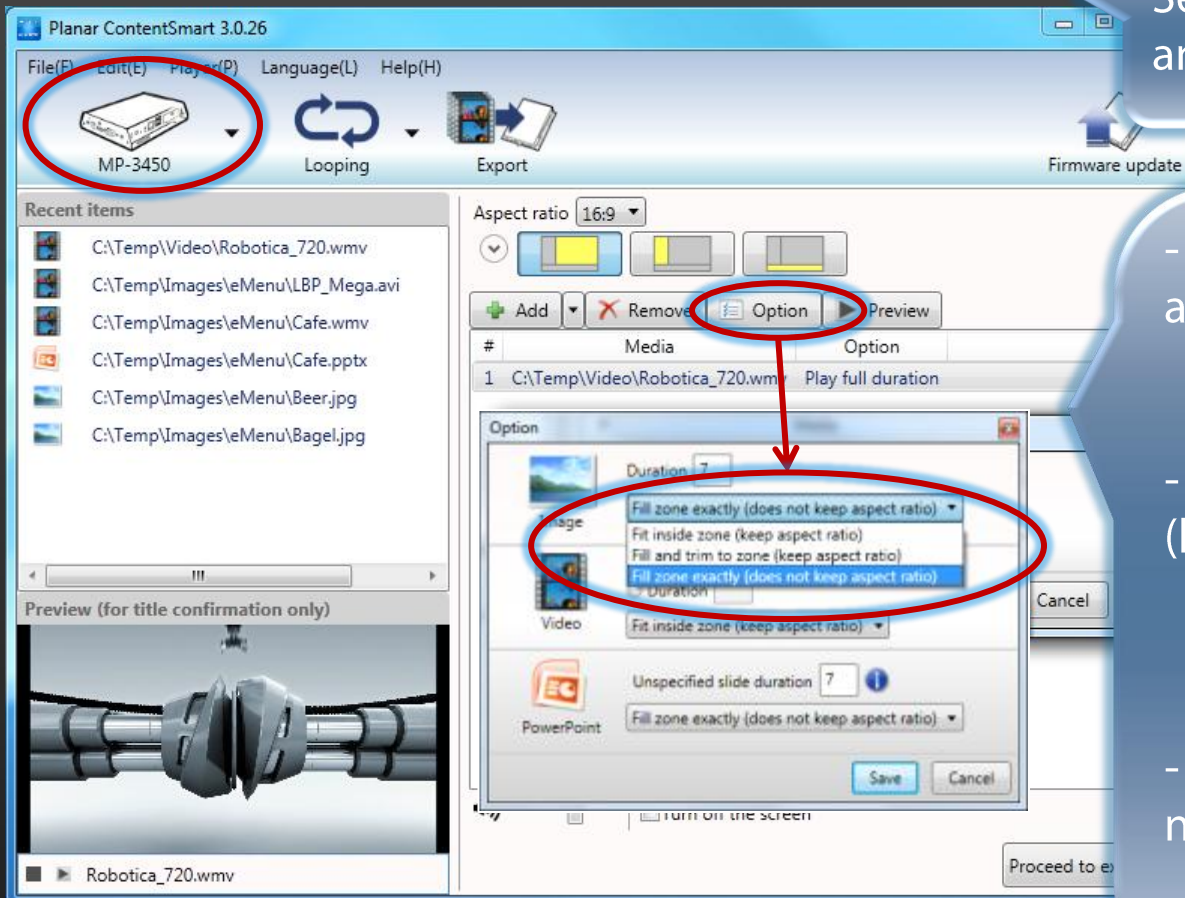 Planar ContentSmart 3.0.26
File(F) Edit(E) Player(P) Language(L) Help(H)
MP-3450
Looping
Export
Firmware update
Recent items
C:\Temp\Video\Robotica_720.wmv
C:\Temp\Images\eMenu\LBP_Mega.avi
C:\Temp\Images\eMenu\Cafe.wmv
C:\Temp\Images\eMenu\Cafe.pptx
C:\Temp\Images\eMenu\Beer.jpg
C:\Temp\Images\eMenu\Bagel.jpg
Preview (for title confirmation only)
Robotica_720.wmv
Aspect ratio 16:9
Add Remove Option Preview
# Media Option
1 C:\Temp\Video\Robotica_720.wmv Play full duration
Option
Duration 7
Image
Fill zone exactly (does not keep aspect ratio)
Fit inside zone (keep aspect ratio)
Fill and trim to zone (keep aspect ratio)
Fill zone exactly (does not keep aspect ratio)
Duration
Video
Fit inside zone (keep aspect ratio)
Unspecified slide duration 7
PowerPoint
Fill zone exactly (does not keep aspect ratio)
Save Cancel
Cancel
Turn off the screen
Proceed to
-
-
-